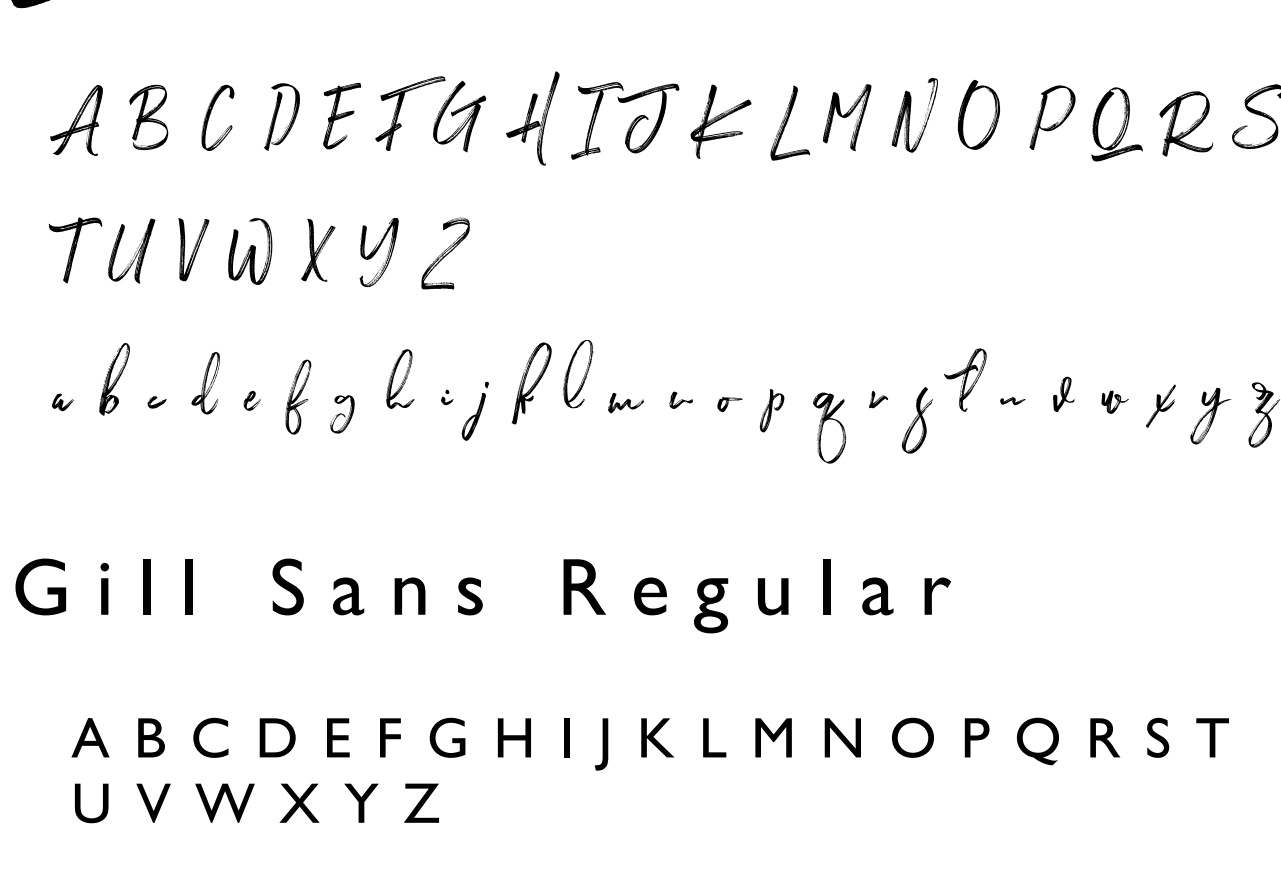 A B C D E F G H I J K L M N O P Q R S
T U V W X Y Z
a b c d e f g h i j k l m n o p q r s t u v w x y z
Gill Sans Regular
A B C D E F G H I J K L M N O P Q R S T
U V W X Y Z